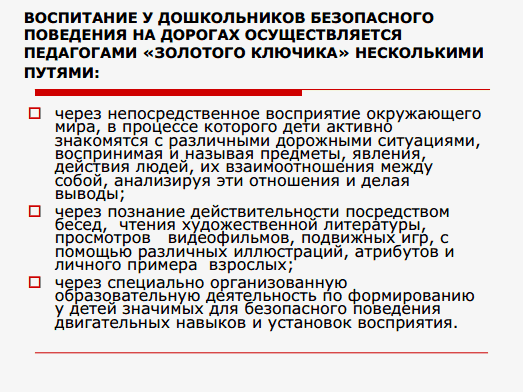 ВОСПИТАНИЕ У ДОШКОЛЬНИКОВ БЕЗОПАСНОГО
ПОВЕДЕНИЯ НА ДОРОГАХ ОСУЩЕСТВЛЯЕТСЯ
ПЕДАГОГАМИ «ЗОЛОТОГО КЛЮЧИКА» НЕСКОЛЬКИМИ
ПУТЯМИ:
через непосредственное восприятие окружающего
мира, в процессе которого дети активно
знакомятся с различными дорожными ситуациями,
воспринимая и называя предметы, явления,
действия людей, их взаимоотношения между
собой, анализируя эти отношения и делая
выводы;
через познание действительности посредством
бесед, чтения художественной литературы,
просмотров видеофильмов, подвижных игр, с
помощью различных иллюстраций, атрибутов и
личного примера взрослых;
через специально организованную
образовательную деятельность по формированию
у детей значимых для безопасного поведения
двигательных навыков и установок восприятия.